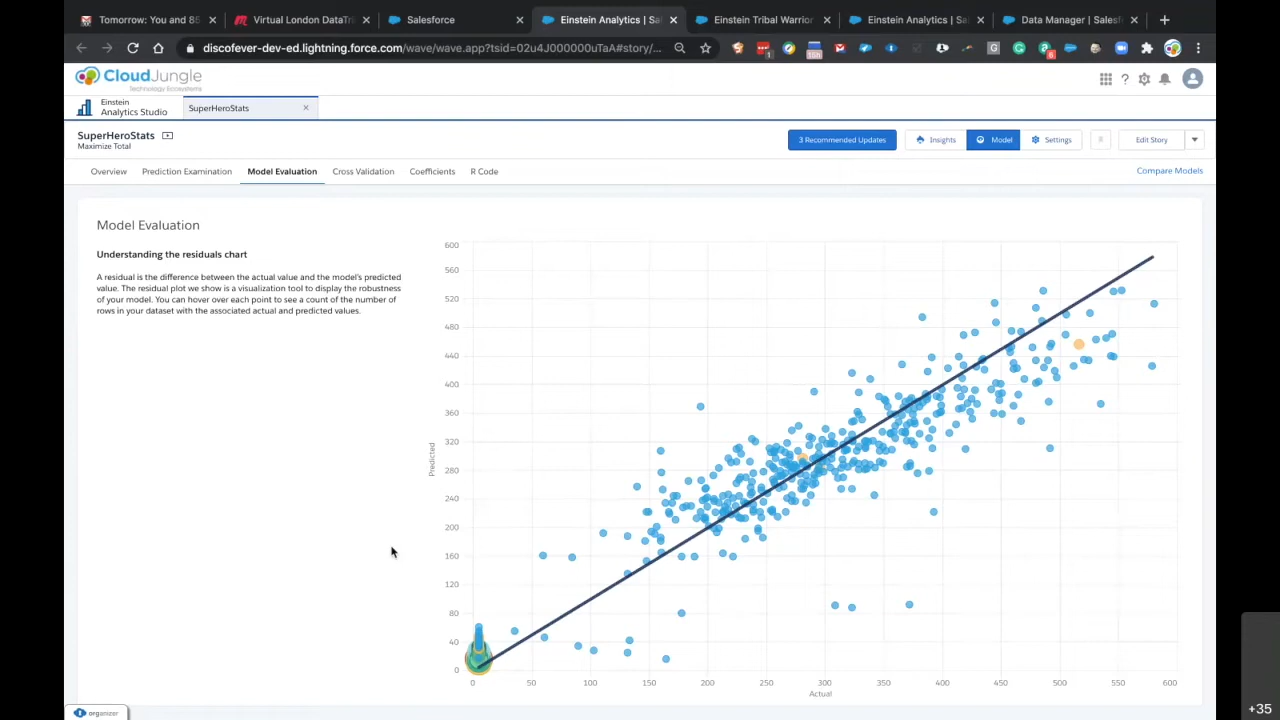 Tomorrow: You and 85
Virtual London DataTri
Salesforce
Einstein Analytics | Sal
Einstein Tribal Warrior
Einstein Analytics | Sa
Data Manager | Salesf
discofever-dev-ed.lightning.force.com/wave/wave.app?tsid=02u4J000000uTaA#story/...
CloudJungle
Technology Ecosystems
Einstein
Analytics Studio
SuperHeroStats
SuperHeroStats
Maximize Total
3 Recommended Updates
Insights
Model
Settings
Edit Story
Overview
Prediction Examination
Model Evaluation
Cross Validation
Coefficients
R Code
Compare Models
Model Evaluation
Understanding the residuals chart
A residual is the difference between the actual value and the model's predicted
value. The residual plot we show is a visualization tool to display the robustness
of your model. You can hover over each point to see a count of the number of
rows in your dataset with the associated actual and predicted values.
600
560
520
480
440
400
360
320
280
240
200
160
120
80
40
0
Predicted
0 50 100 150 200 250 300 350 400 450 500 550 600
Actual
organizer
+35